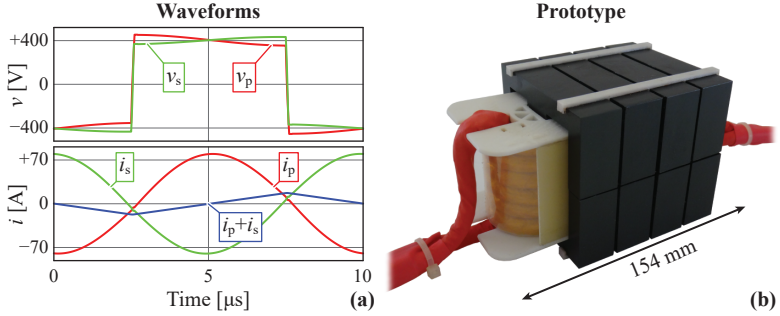 Waveforms
+400
0
−400
v [V]
vs
vp
+70
0
−70
i [A]
is
ip
ip+is
0
5
10
Time [μs]
(a)
Prototype
154 mm
(b)